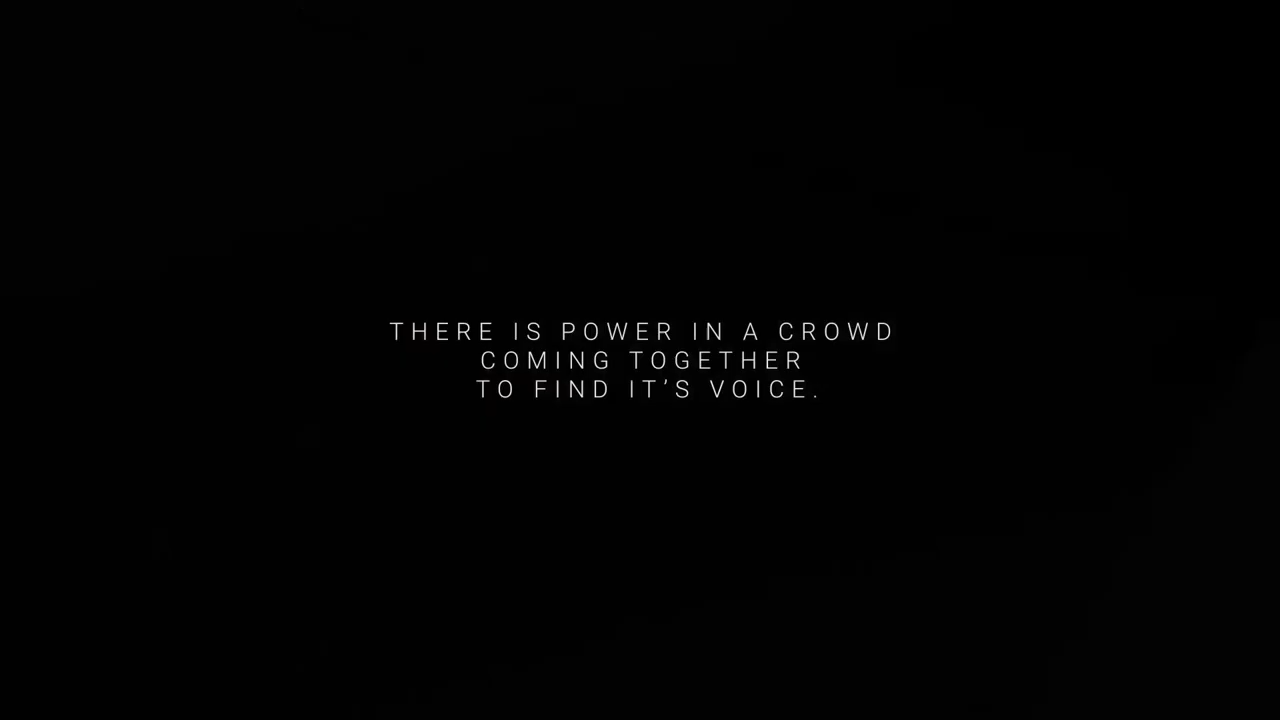 THERE IS POWER IN A CROWD
COMING TOGETHER
TO FIND IT’S VOICE.